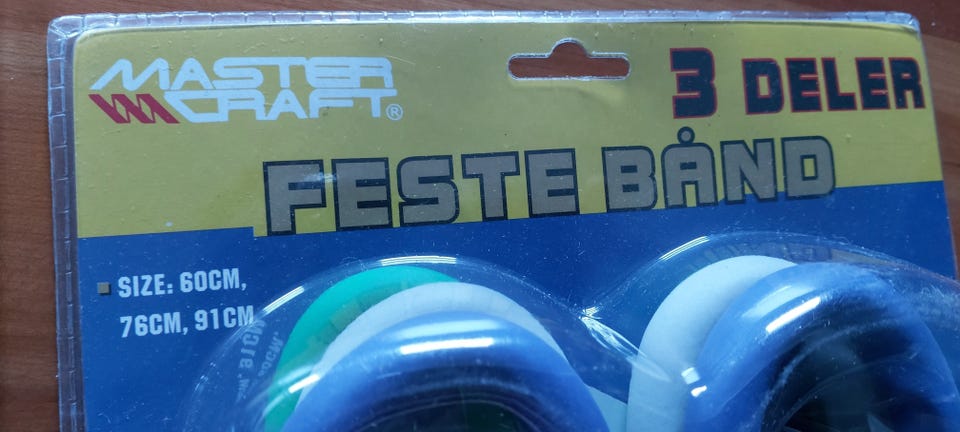 MASTER
CRAFT®
3 DELER
FESTE BÅND
SIZE: 60CM,
76CM, 91CM